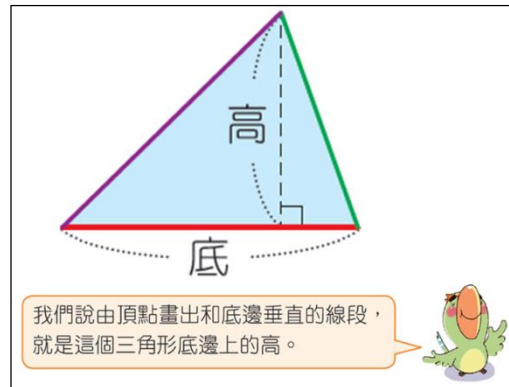 高
底
我們說由頂點畫出和底邊垂直的線段，
就是這個三角形底邊上的高。